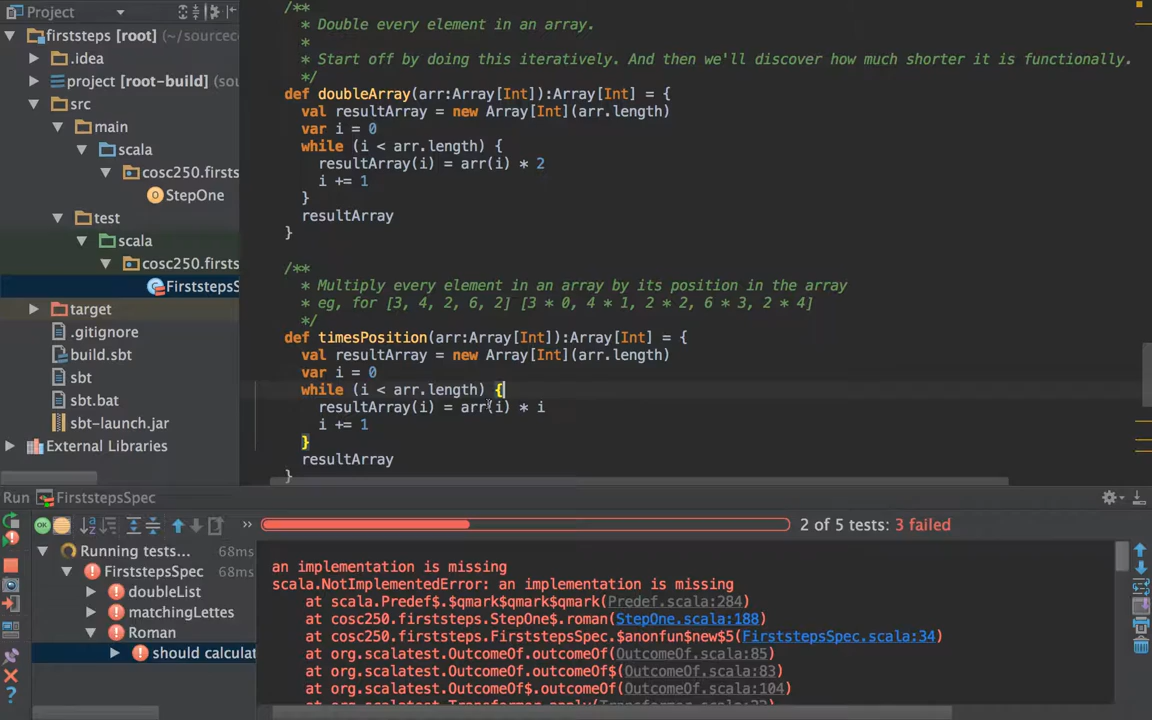 Project
firststeps [root] (~/sourcec
.idea
project [root-build]
src
main
scala
cosc250.firsts
StepOne
test
scala
cosc250.firsts
FirststepsS
target
.gitignore
build.sbt
sbt
sbt.bat
sbt-launch.jar
External Libraries
/**
* Double every element in an array.
*
* Start off by doing this iteratively. And then we'll discover how much shorter it is functionally.
*/
def doubleArray(arr:Array[Int]):Array[Int] = {
val resultArray = new Array[Int](arr.length)
var i = 0
while (i < arr.length) {
resultArray(i) = arr(i) * 2
i += 1
}
resultArray
}
/**
* Multiply every element in an array by its position in the array
* eg, for [3, 4, 2, 6, 2] [3 * 0, 4 * 1, 2 * 2, 6 * 3, 2 * 4]
*/
def timesPosition(arr:Array[Int]):Array[Int] = {
val resultArray = new Array[Int](arr.length)
var i = 0
while (i < arr.length) {
resultArray(i) = arr(i) * i
i += 1
}
resultArray
}
Run FirststepsSpec
OK
2 of 5 tests: 3 failed
Running tests... 68ms
FirststepsSpec 68ms
doubleList
matchingLettes
Roman
should calculat
an implementation is missing
scala.NotImplementedError: an implementation is missing
at scala.Predef$.$qmark$qmark$qmark(Predef.scala:284)
at cosc250.firststeps.StepOne$.roman(StepOne.scala:188)
at cosc250.firststeps.FirststepsSpec.$anonfun$new$5(FirststepsSpec.scala:34)
at org.scalatest.OutcomeOf.outcomeOf(OutcomeOf.scala:85)
at org.scalatest.OutcomeOf.outcomeOf$(OutcomeOf.scala:83)
at org.scalatest.OutcomeOf$.outcomeOf(OutcomeOf.scala:104)